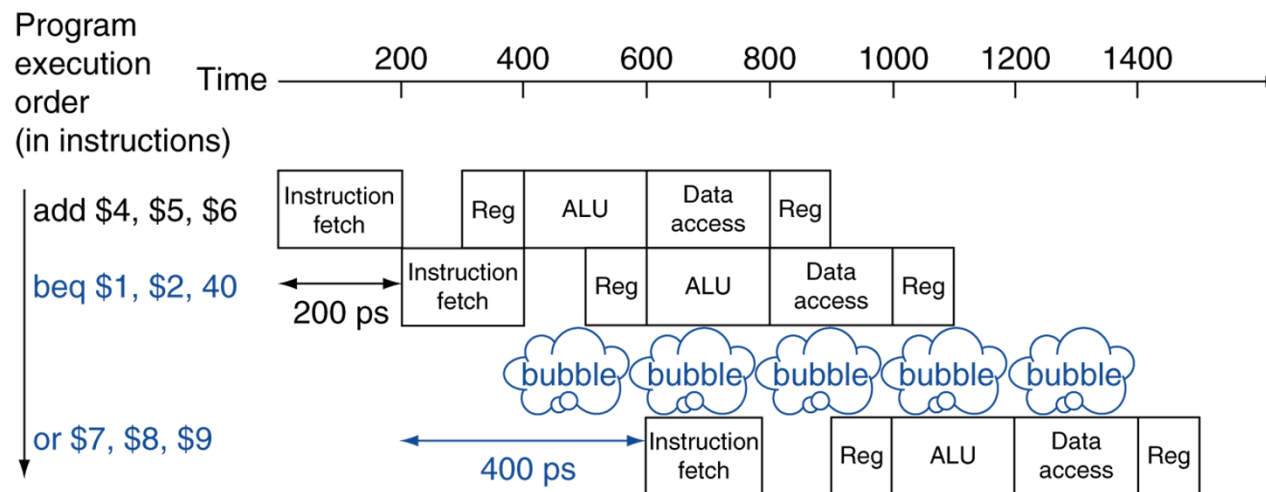 Program
execution
order
(in instructions)
Time
200 400 600 800 1000 1200 1400
add $4, $5, $6
Instruction
fetch
Reg
ALU
Data
access
Reg
beq $1, $2, 40
200 ps
Instruction
fetch
Reg
ALU
Data
access
Reg
bubble bubble bubble bubble bubble
or $7, $8, $9
400 ps
Instruction
fetch
Reg
ALU
Data
access
Reg